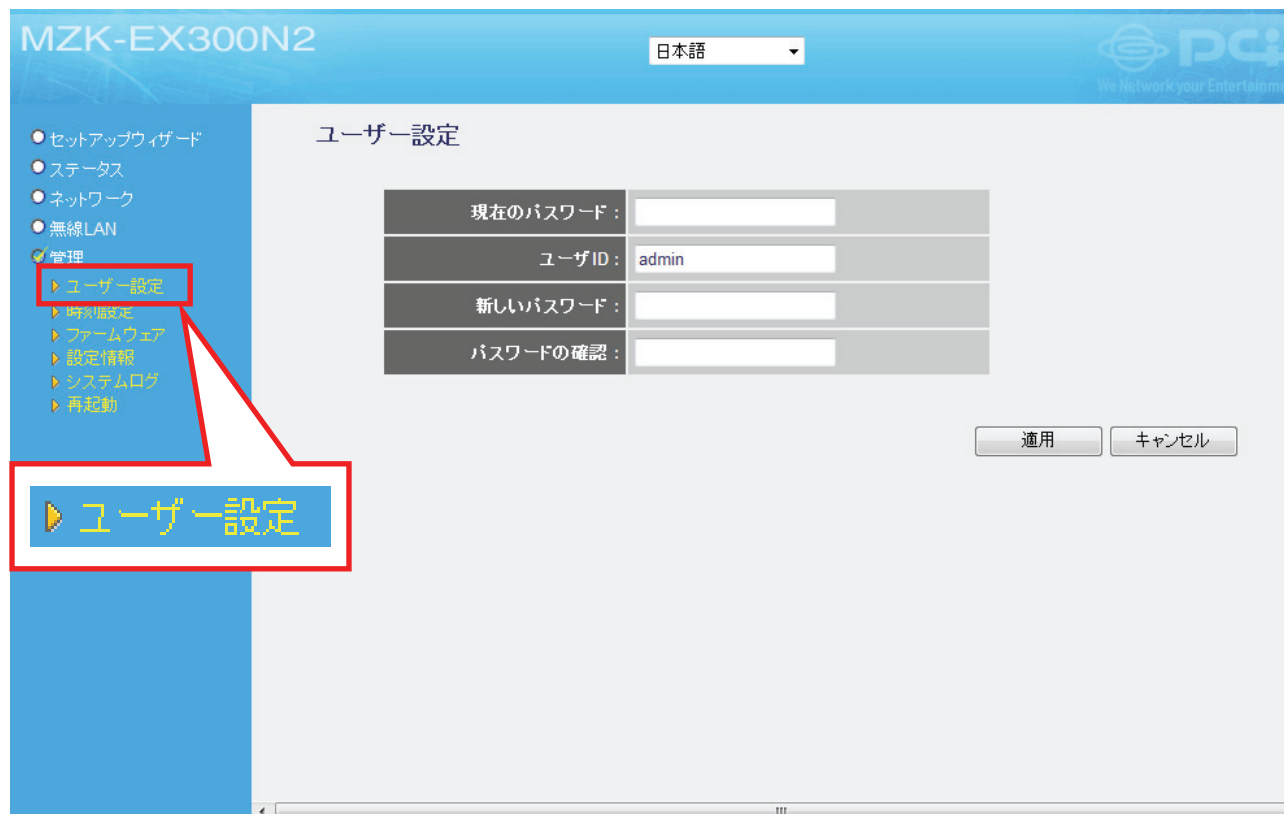 MZK-EX300N2
日本語
PCi
We Network your Entertainme
セットアップウィザード
ステータス
ネットワーク
無線LAN
管理
ユーザー設定
時刻設定
ファームウェア
設定情報
システムログ
再起動
ユーザー設定
ユーザー設定
現在のパスワード：
ユーザID： admin
新しいパスワード：
パスワードの確認：
適用 キャンセル